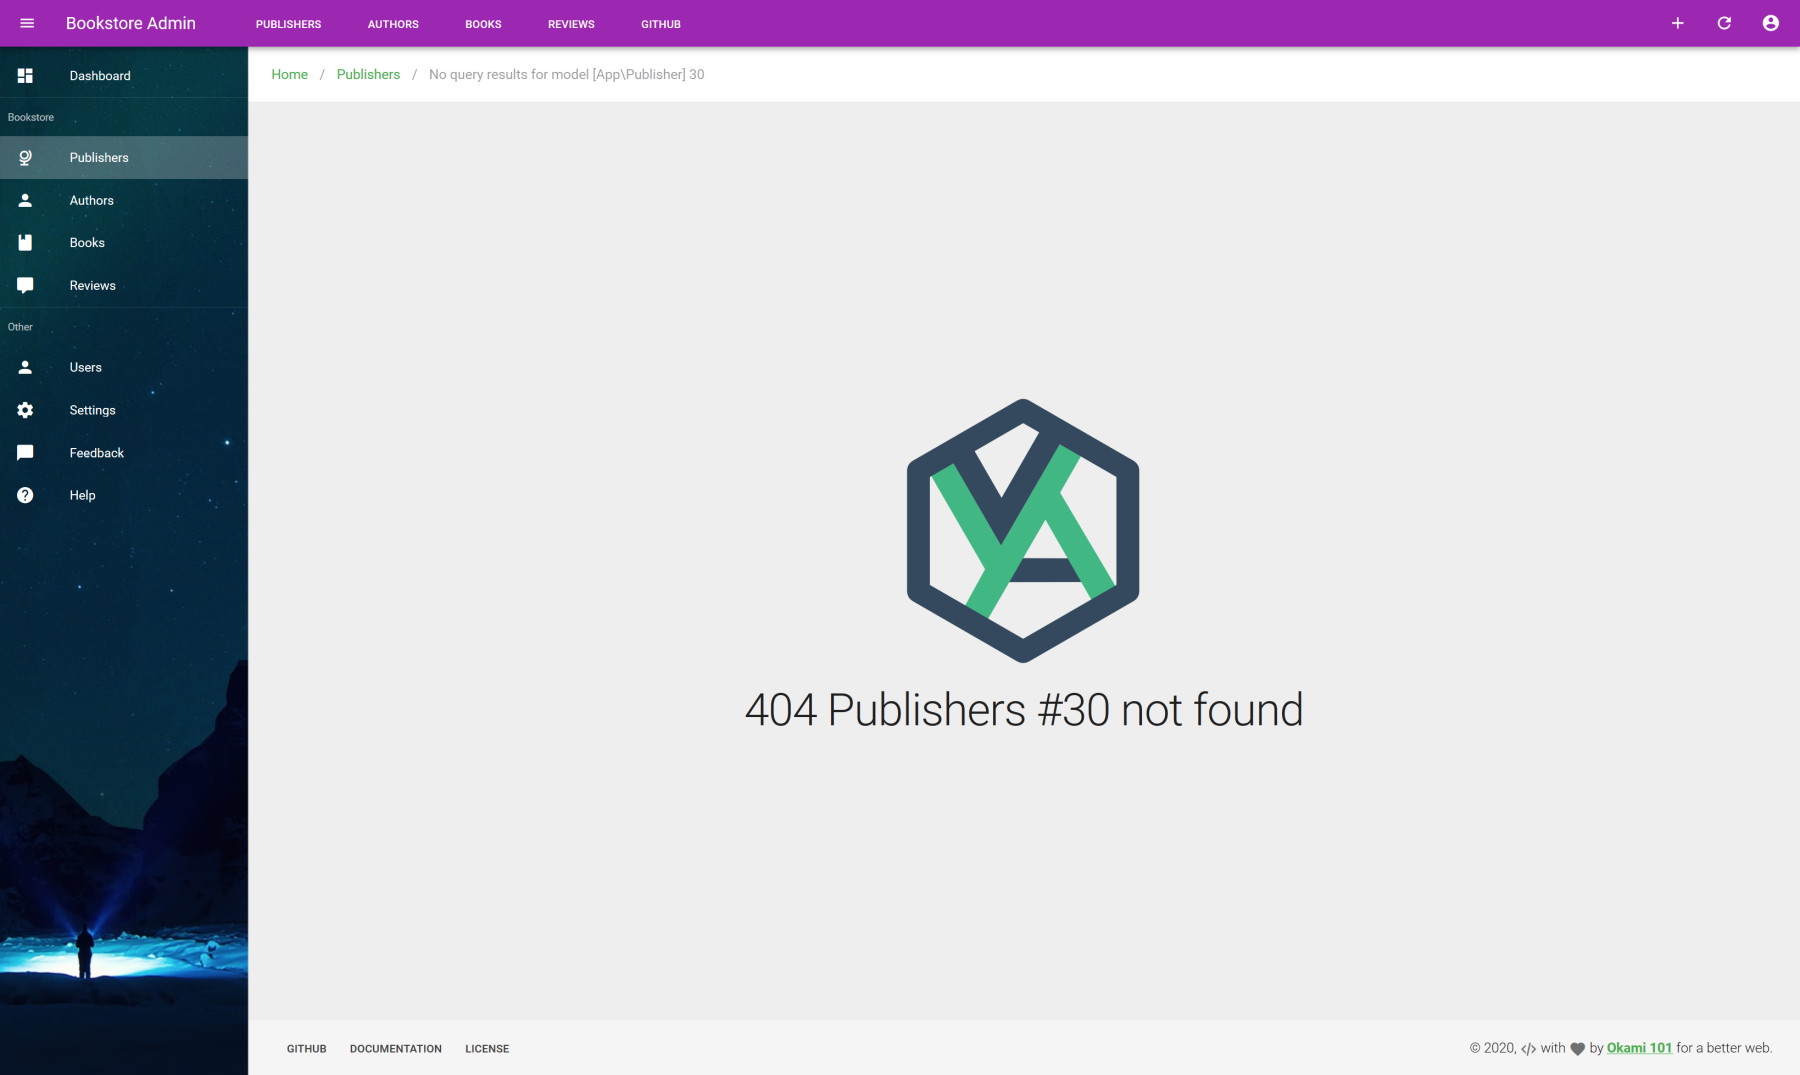 Bookstore Admin PUBLISHERS AUTHORS BOOKS REVIEWS GITHUB
Dashboard
Bookstore
Publishers
Authors
Books
Reviews
Other
Users
Settings
Feedback
Help
Home / Publishers / No query results for model [App\Publisher] 30
404 Publishers #30 not found
GITHUB DOCUMENTATION LICENSE
© 2020, </> with ♥ by Okami 101 for a better web.